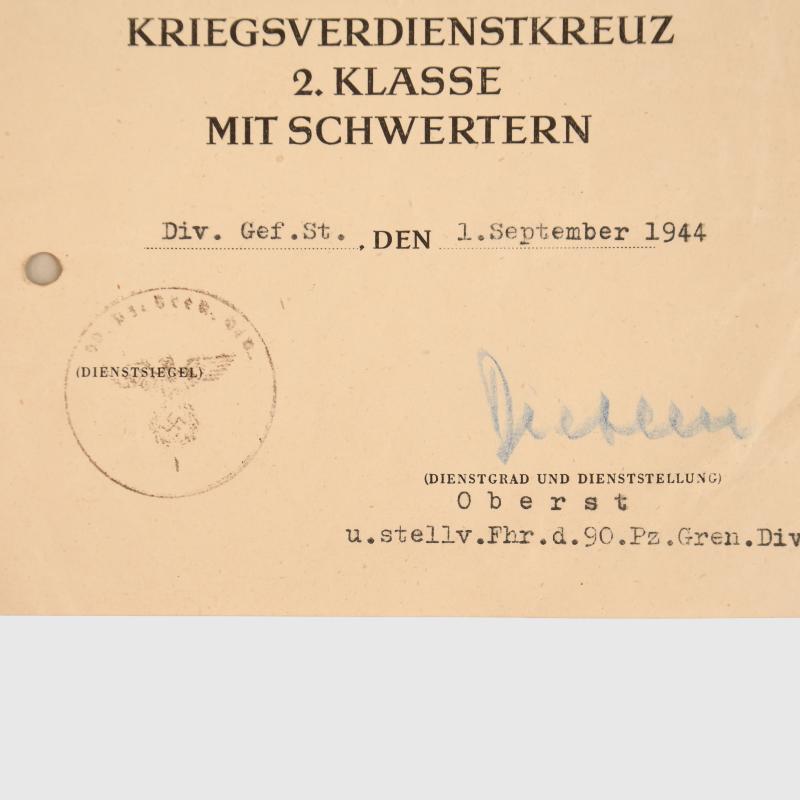 KRIEGSVERDIENSTKREUZ
2. KLASSE
MIT SCHWERTERN
Div. Gef.St. , DEN 1.September 1944
(DIENSTSIEGEL)
(DIENSTGRAD UND DIENSTSTELLUNG)
Oberst
u.stellv.Fhr.d.90.Pz.Gren.Div